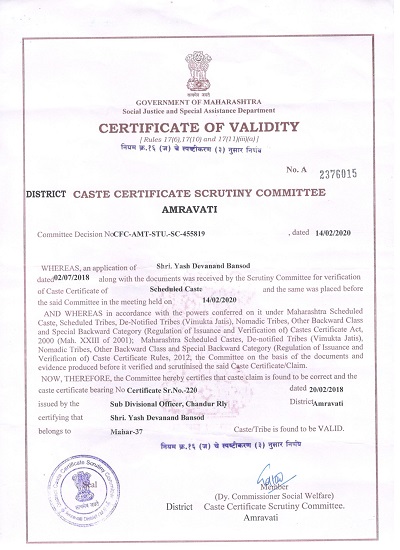 सत्यमेव जयते
GOVERNMENT OF MAHARASHTRA
Social Justice and Special Assistance Department
CERTIFICATE OF VALIDITY
[ Rules 17(6),17(10) and 17(11)(ii)(a) ]
नियम क्र.१६ (ज) चे स्पष्टीकरण (३) नुसार निर्गमि
No. A 2376015
DISTRICT CASTE CERTIFICATE SCRUTINY COMMITTEE
AMRAVATI
Committee Decision No CFC-AMT-STU.-SC-455819 , dated 14/02/2020
WHEREAS, an application of Shri. Yash Devanand Bansod
dated 02/07/2018 along with the documents was received by the Scrutiny Committee for verification
of Caste Certificate of Scheduled Caste and the same was placed before
the said Committee in the meeting held on 14/02/2020
AND WHEREAS in accordance with the powers conferred on it under Maharashtra Scheduled
Caste, Scheduled Tribes, De-Notified Tribes (Vimukta Jatis), Nomadic Tribes, Other Backward Class
and Special Backward Category (Regulation of Issuance and Verification of) Castes Certificate Act,
2000 (Mah. XXIII of 2001); Maharashtra Scheduled Castes, De-notified Tribes (Vimukta Jatis),
Nomadic Tribes, Other Backward Class and Special Backward Category (Regulation of Issuance and
Verification of) Caste Certificate Rules, 2012, the Committee on the basis of the documents and
evidence produced before it verified and scrutinised the said Caste Certificate/Claim.
NOW, THEREFORE, the Committee hereby certifies that caste claim is found to be correct and the
caste certificate bearing No Certificate Sr.No.-220 dated 20/02/2018
issued by the Sub Divisional Officer, Chandur Rly District Amravati
certifying that Shri. Yash Devanand Bansod
belongs to Mahar-37 Caste/Tribe is found to be VALID.
नियम क्र.१६ (ज) चे स्पष्टीकरण (३) नुसार निर्गमि
Seal
Member
(Dy. Commissioner Social Welfare)
District Caste Certificate Scrutiny Committee.
Amravati